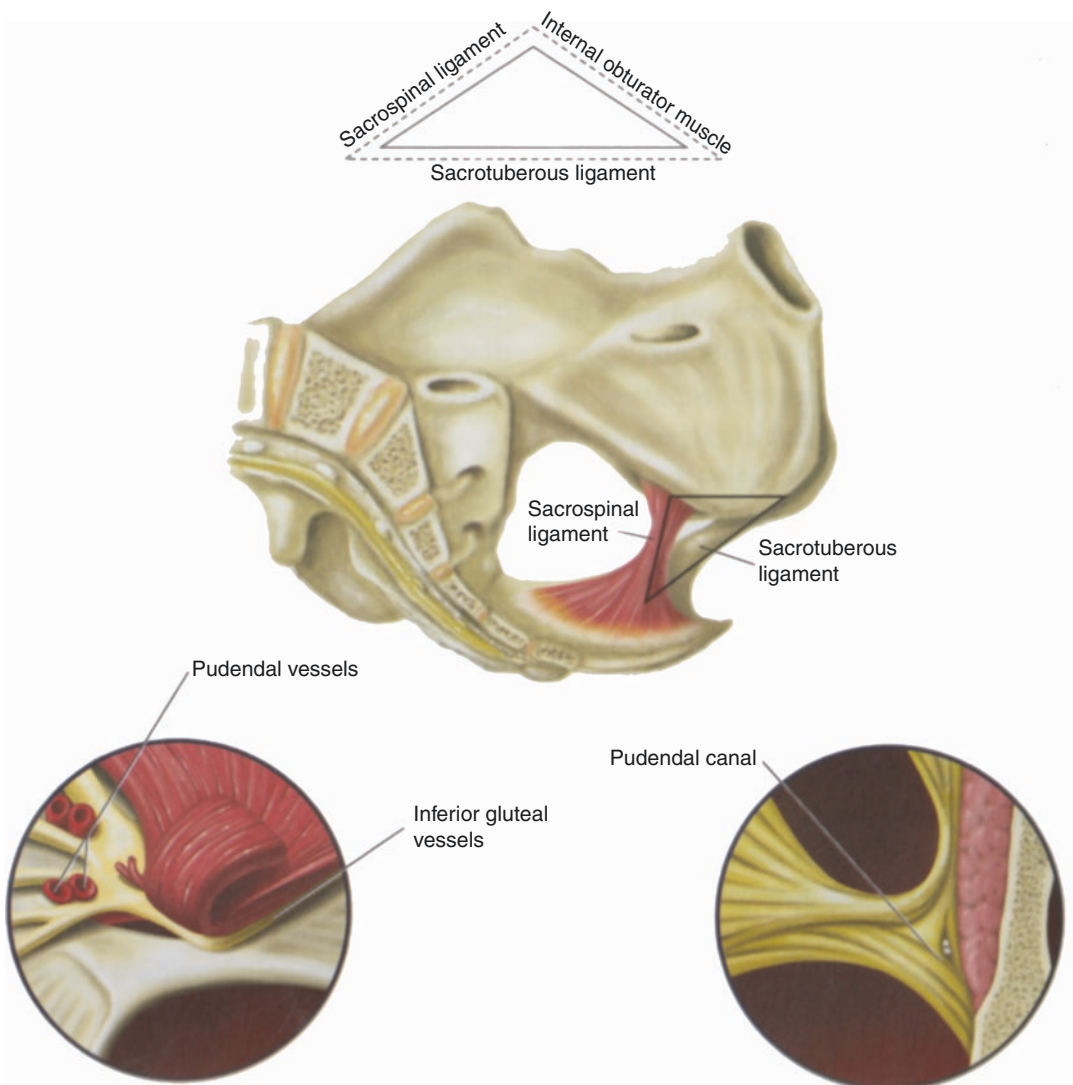 Sacrospinal ligament
Internal obturator muscle
Sacrotuberous ligament
Sacrospinal
ligament
Sacrotuberous
ligament
Pudendal vessels
Pudendal canal
Inferior gluteal
vessels